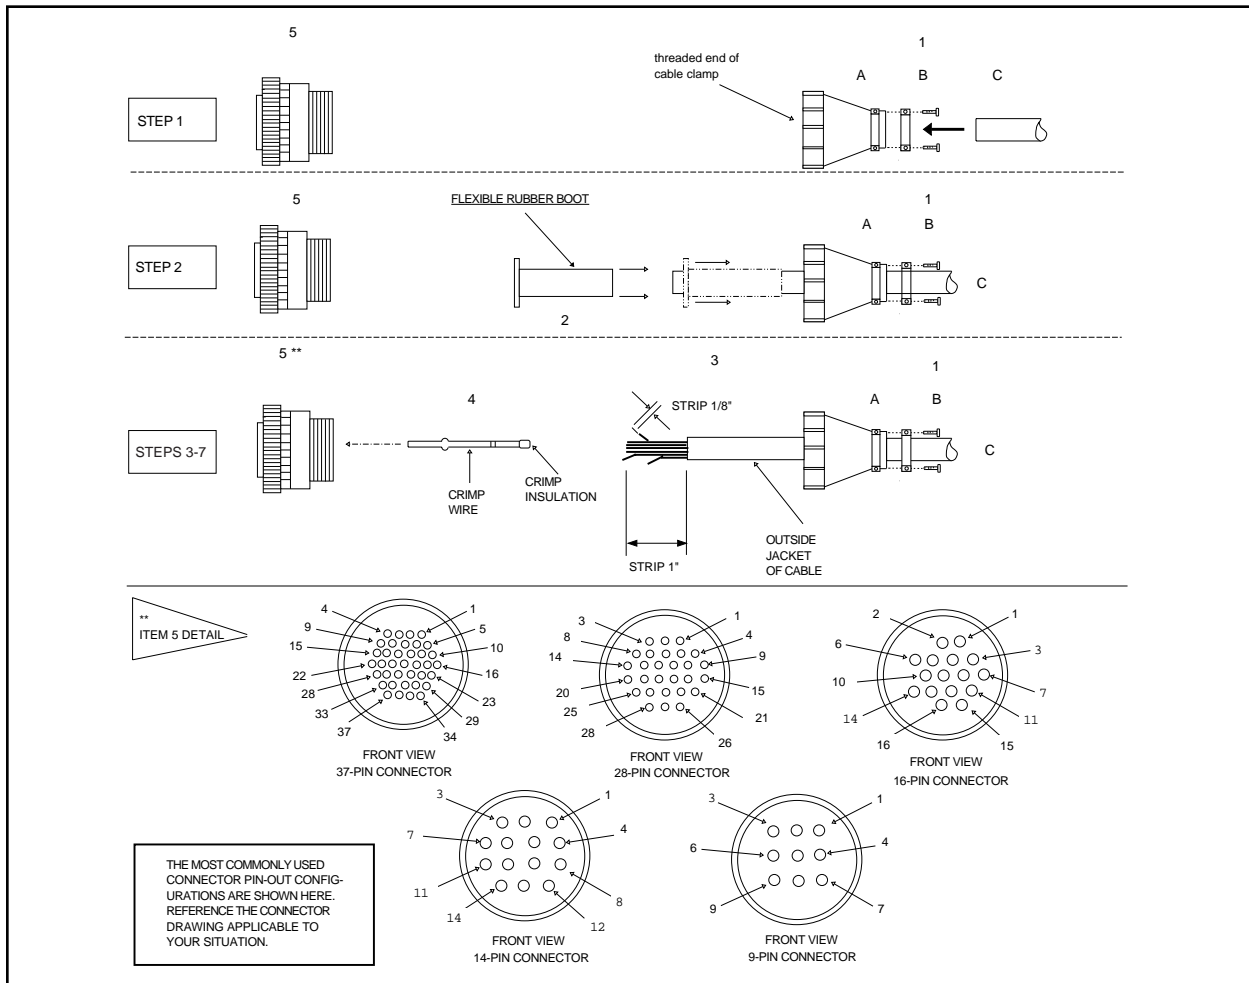 5
1
threaded end of
cable clamp
A B C
STEP 1
5
FLEXIBLE RUBBER BOOT
1
A B
STEP 2
C
2
5 **
3
1
4
A B
STRIP 1/8"
STEPS 3-7
C
CRIMP
WIRE
CRIMP
INSULATION
OUTSIDE
JACKET
OF CABLE
STRIP 1"
**
ITEM 5 DETAIL
4 1
9 5
15 10
22 16
28 23
33 29
37 34
FRONT VIEW
37-PIN CONNECTOR
3 1
8 4
14 9
20 15
25 21
28 26
FRONT VIEW
28-PIN CONNECTOR
2 1
6 3
10 7
14 11
16 15
FRONT VIEW
16-PIN CONNECTOR
3 1
7 4
11 8
14 12
FRONT VIEW
14-PIN CONNECTOR
3 1
6 4
9 7
FRONT VIEW
9-PIN CONNECTOR
THE MOST COMMONLY USED
CONNECTOR PIN-OUT CONFIG-
URATIONS ARE SHOWN HERE.
REFERENCE THE CONNECTOR
DRAWING APPLICABLE TO
YOUR SITUATION.